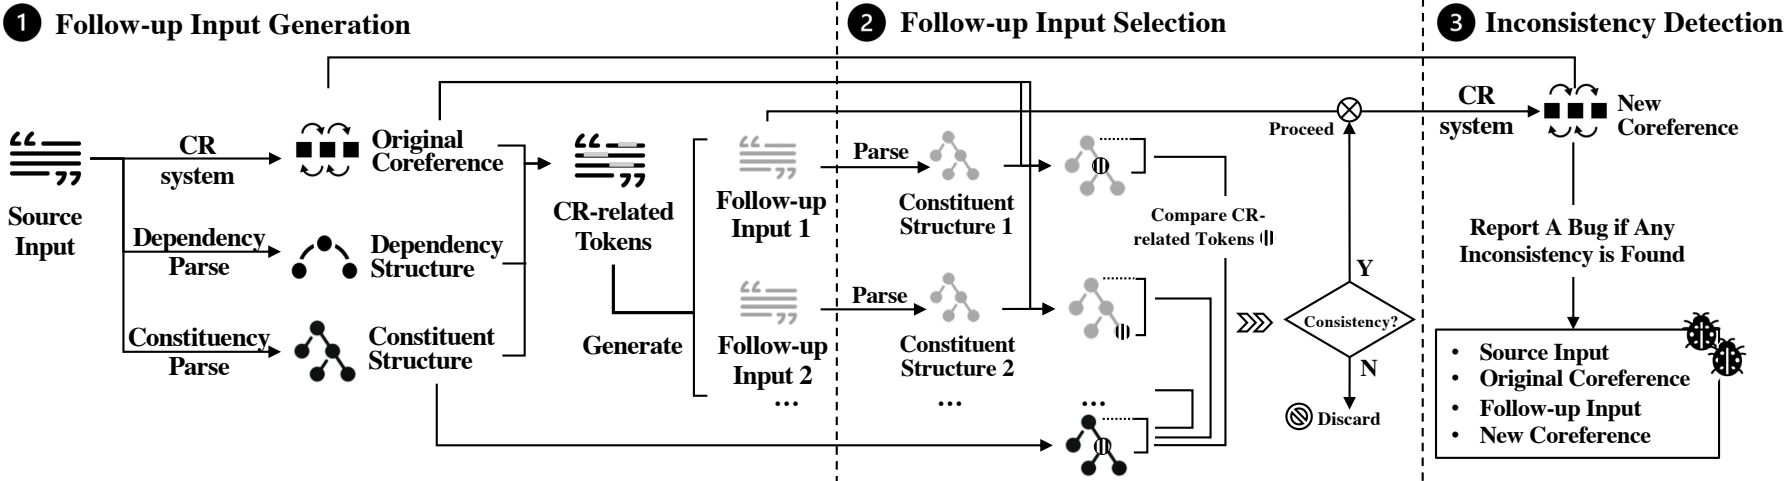 1 Follow-up Input Generation
Source
Input
CR
system
Dependency
Parse
Constituency
Parse
Original
Coreference
Dependency
Structure
Constituent
Structure
CR-related
Tokens
Generate
Follow-up
Input 1
Follow-up
Input 2
...
2 Follow-up Input Selection
Parse
Constituent
Structure 1
Parse
Constituent
Structure 2
...
...
Compare CR-
related Tokens
Proceed
Y
Consistency?
N
Discard
3 Inconsistency Detection
CR
system
New
Coreference
Report A Bug if Any
Inconsistency is Found
• Source Input
• Original Coreference
• Follow-up Input
• New Coreference